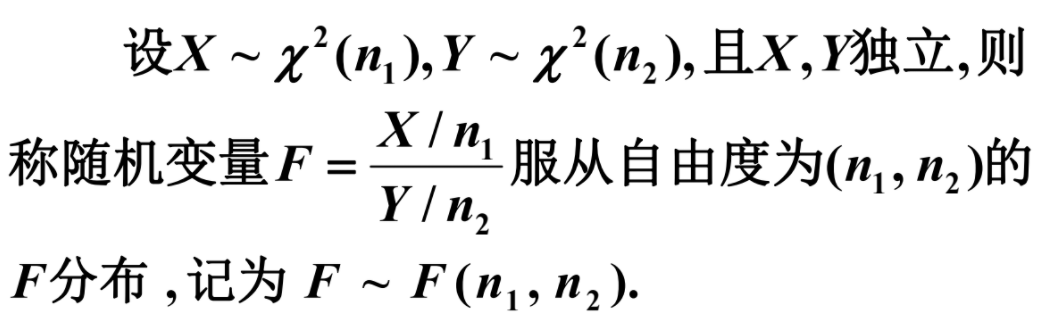 设X ~ χ²(n₁), Y ~ χ²(n₂), 且X, Y独立, 则
称随机变量F = \frac{X / n₁}{Y / n₂}服从自由度为(n₁, n₂)的
F分布, 记为 F ~ F(n₁, n₂).